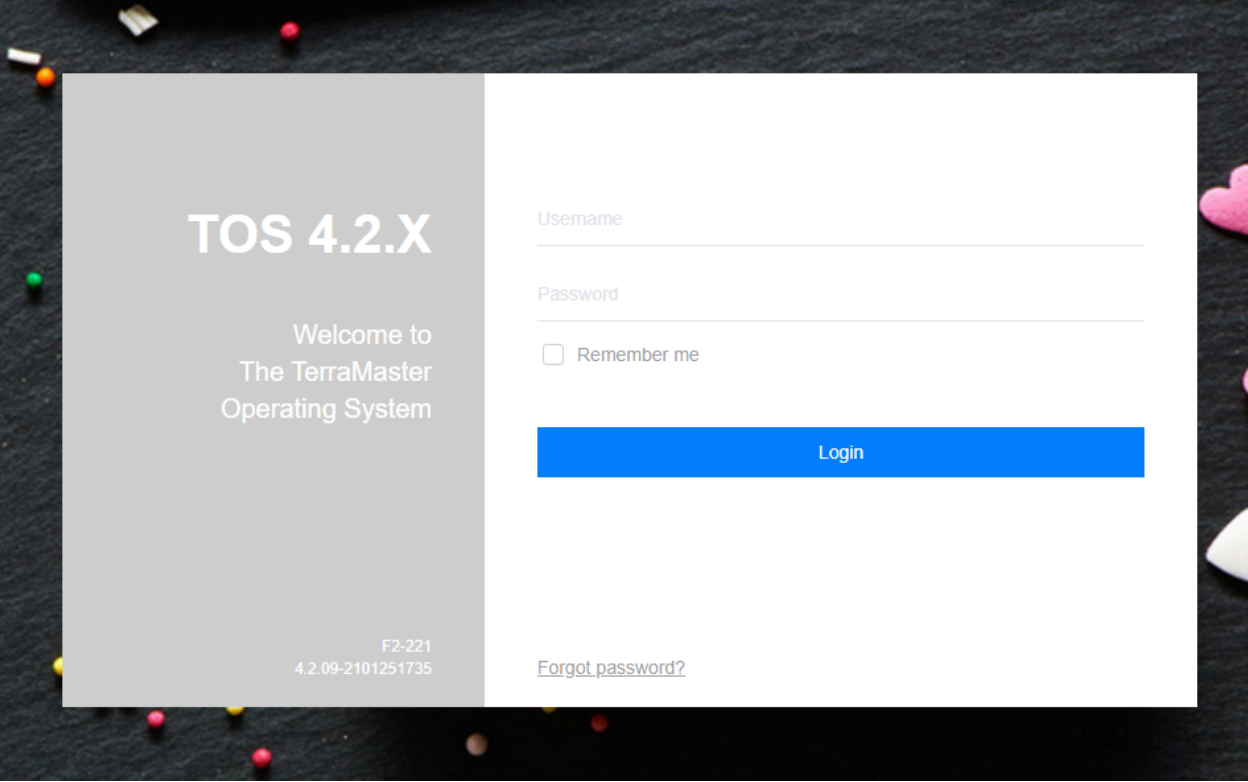 TOS 4.2.X
Welcome to
The TerraMaster
Operating System
F2-221
4.2.09-2101251735
Username
Password
Remember me
Login
Forgot password?